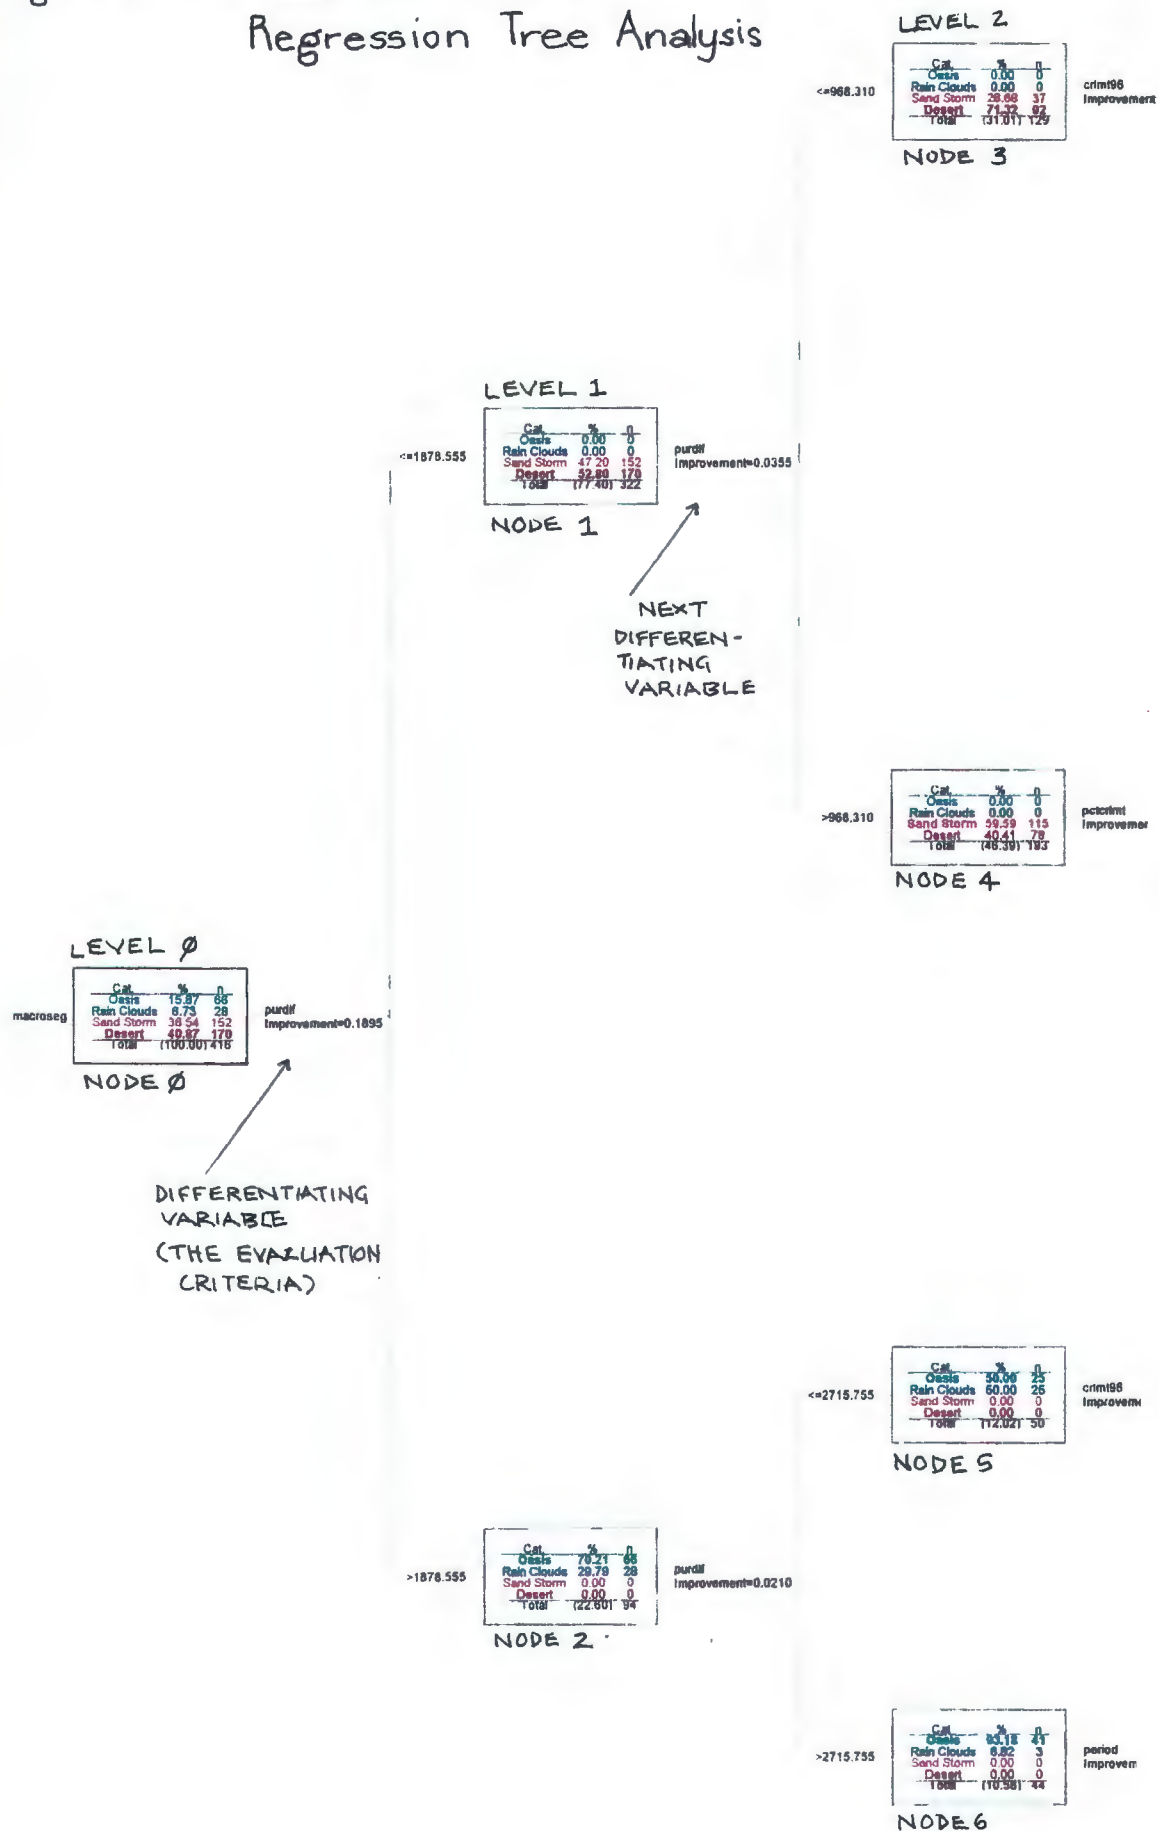 Regression Tree Analysis
LEVEL 2
<=968.310
Cat. % n
Oasis 0.00 0
Rain Clouds 0.00 0
Sand Storm 28.68 37
Desert 71.32 92
Total (31.01) 129
crlmt96
Improvement
NODE 3
LEVEL 1
<=1878.555
Cat. % n
Oasis 0.00 0
Rain Clouds 0.00 0
Sand Storm 47.20 152
Desert 52.80 170
Total (77.40) 322
purdif
Improvement=0.0355
NODE 1
NEXT
DIFFEREN-
TIATING
VARIABLE
>968.310
Cat. % n
Oasis 0.00 0
Rain Clouds 0.00 0
Sand Storm 59.59 115
Desert 40.41 78
Total (46.39) 193
pctcrlmt
Improvemer
NODE 4
LEVEL 0
macroseg
Cat. % n
Oasis 15.87 66
Rain Clouds 6.73 28
Sand Storm 36.54 152
Desert 40.87 170
Total (100.00) 416
purdif
Improvement=0.1895
NODE 0
DIFFERENTIATING
VARIABLE
(THE EVALUATION
CRITERIA)
<=2715.755
Cat. % n
Oasis 50.00 25
Rain Clouds 50.00 25
Sand Storm 0.00 0
Desert 0.00 0
Total (12.02) 50
crlmt96
Improveme
NODE 5
>1878.555
Cat. % n
Oasis 70.21 66
Rain Clouds 29.79 28
Sand Storm 0.00 0
Desert 0.00 0
Total (22.60) 94
purdif
Improvement=0.0210
NODE 2
>2715.755
Cat. % n
Oasis 93.18 41
Rain Clouds 6.82 3
Sand Storm 0.00 0
Desert 0.00 0
Total (10.58) 44
period
Improvem
NODE 6